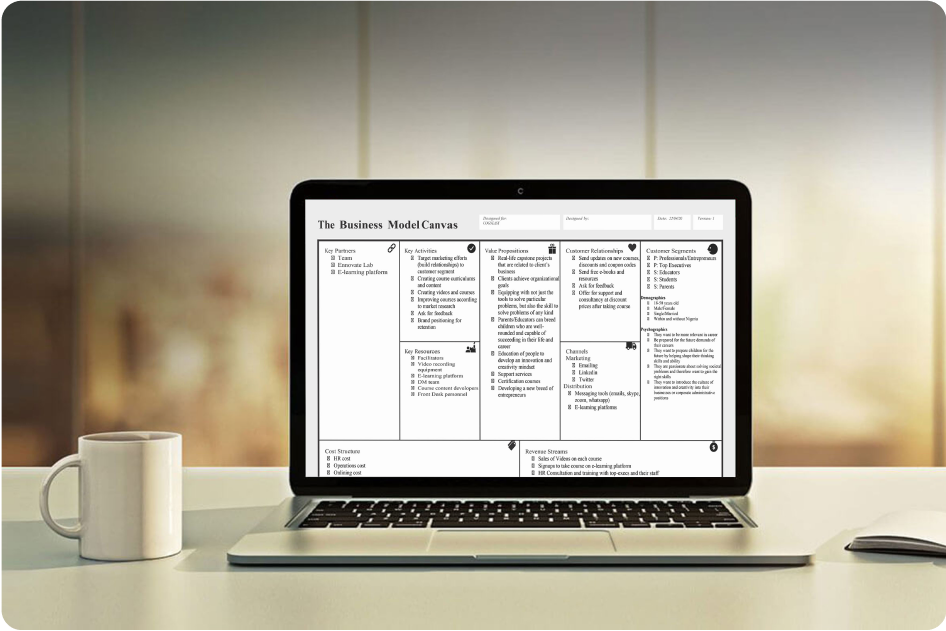 The Business Model Canvas
Designed for:
Designed by:
Date:
Version: 1
Key Partners
Team
Ennovate Lab
E-learning platform
Key Activities
Target marketing efforts
(build relationships) to
customer segment
Creating course curriculums
and content
Creating videos and courses
Improving courses according
to market research
Ask for feedback
Brand positioning for
retention
Key Resources
Facilitators
Video recording
equipment
E-learning platform
DM team
Course content developers
Front Desk personnel
Value Propositions
Real-life capstone projects
that are related to client's
business
Clients achieve organizational
goals
Equipping with not just the
tools to solve particular
problems, but also the skill to
solve problems of any kind
Parents/Educators can breed
children who are well-
rounded and capable of
succeeding in their life and
career
Education of people to
develop an innovation and
creativity mindset
Support services
Certification courses
Developing a new breed of
entrepreneurs
Customer Relationships
Send updates on new courses,
discounts and coupon codes
Send free e-books and
resources
Ask for feedback
Offer for support and
consultancy at discount
prices after taking course
Channels
Marketing
Emailing
Linkedin
Twitter
Distribution
Messaging tools (emails, skype,
zoom, whatsapp)
E-learning platforms
Customer Segments
P: Professionals/Entrepreneurs
P: Top Executives
S: Educators
S: Students
S: Parents
Demographics
16-50 years old
Male/Female
Single/Married
Within and without Nigeria
Psychographics
They want to be more relevant in career
Be prepared for the future demands of
their careers
They want to prepare children for the
future by helping shape their thinking
skills and ability
They are passionate about solving societal
problems and therefore want to gain the
right skills
They want to introduce the culture of
innovation and creativity into their
businesses in corporate administrative
positions
Cost Structure
HR cost
Operations cost
Onlining cost
Revenue Streams
Sales of Videos on each course
Signups to take course on e-learning platform
HR Consultation and training with top-execs and their staff